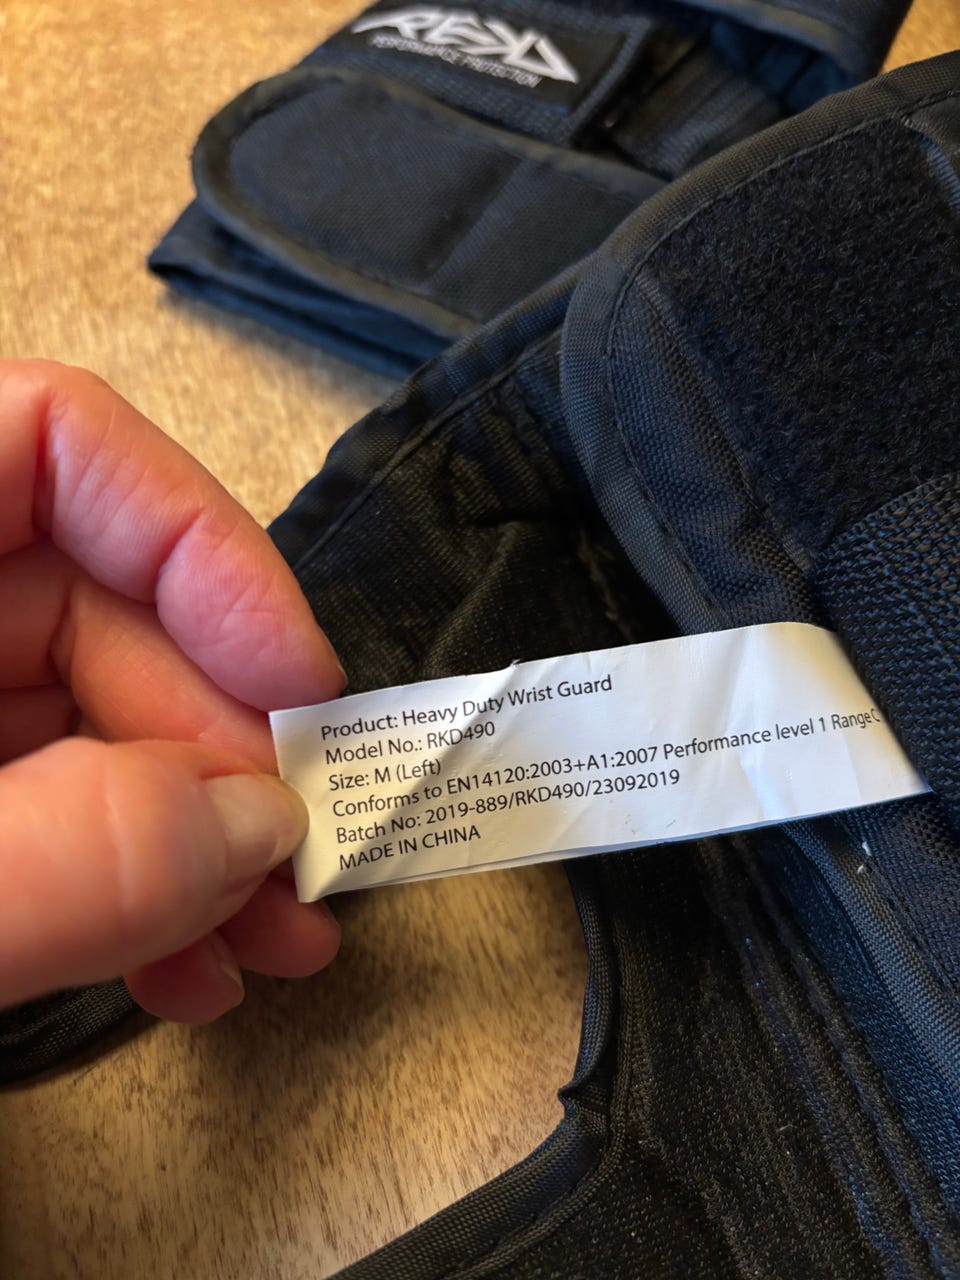 REKD
PERFORMANCE PROTECTION
Product: Heavy Duty Wrist Guard
Model No.: RKD490
Size: M (Left)
Conforms to EN14120:2003+A1:2007 Performance level 1 Range C
Batch No: 2019-889/RKD490/23092019
MADE IN CHINA